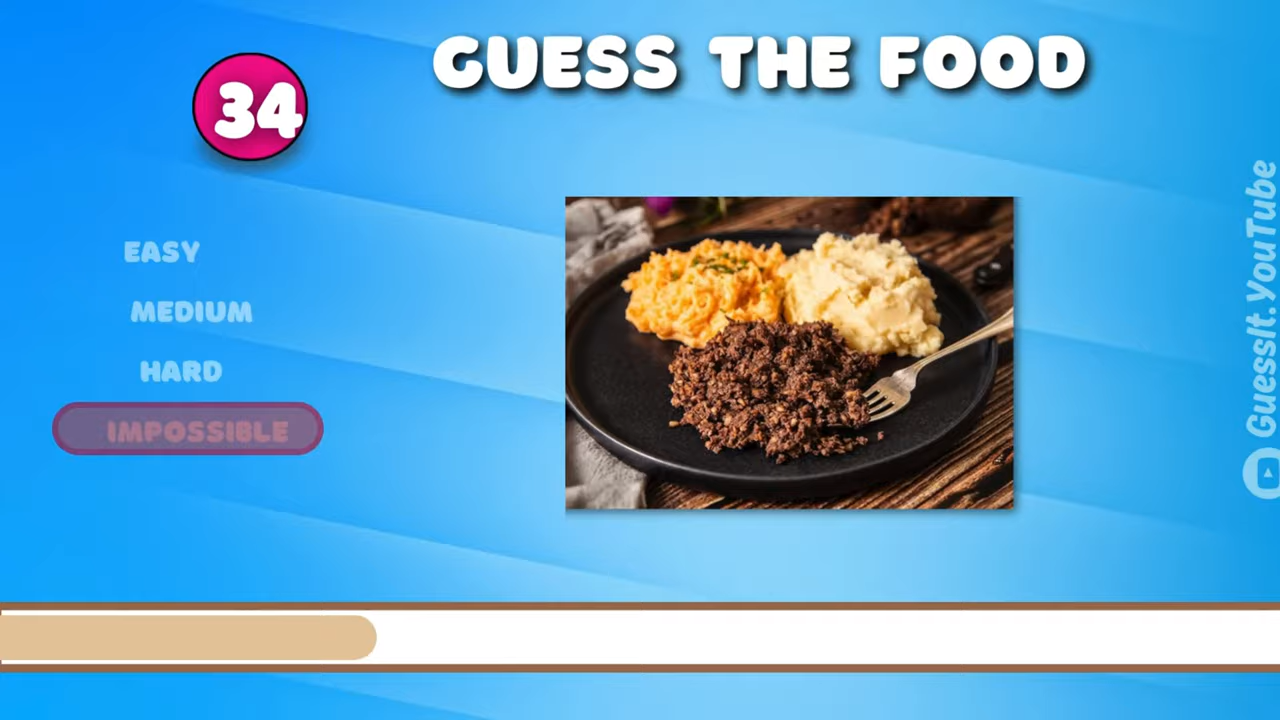 GUESS THE FOOD
34
EASY
MEDIUM
HARD
IMPOSSIBLE
GuessIt.YouTube